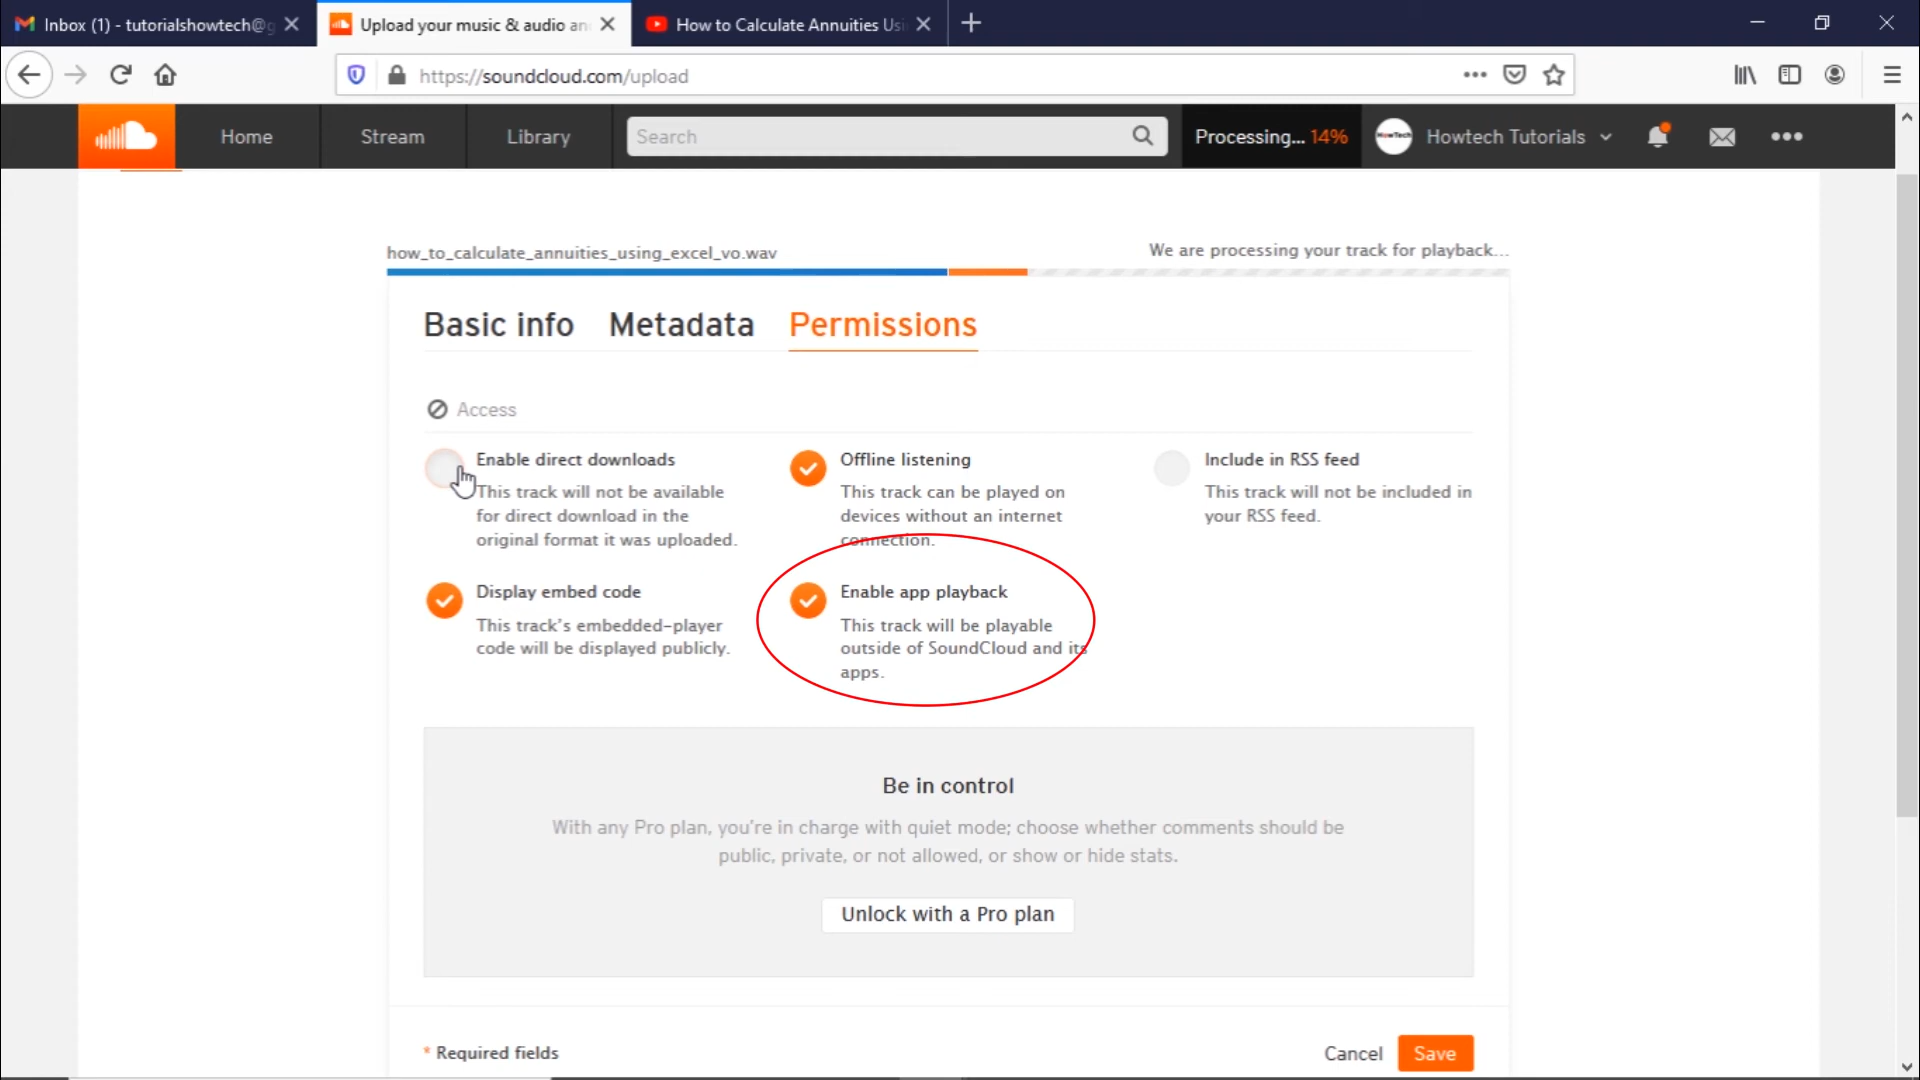 Inbox (1) - tutorialshowtech@g
Upload your music & audio an
How to Calculate Annuities Usi
https://soundcloud.com/upload
Home
Stream
Library
Search
Processing... 14%
HowTech
Howtech Tutorials
how_to_calculate_annuities_using_excel_vo.wav
We are processing your track for playback...
Basic info
Metadata
Permissions
Access
Enable direct downloads
This track will not be available
for direct download in the
original format it was uploaded.
Offline listening
This track can be played on
devices without an internet
connection.
Include in RSS feed
This track will not be included in
your RSS feed.
Display embed code
This track's embedded-player
code will be displayed publicly.
Enable app playback
This track will be playable
outside of SoundCloud and its
apps.
Be in control
With any Pro plan, you're in charge with quiet mode; choose whether comments should be
public, private, or not allowed, or show or hide stats.
Unlock with a Pro plan
* Required fields
Cancel
Save